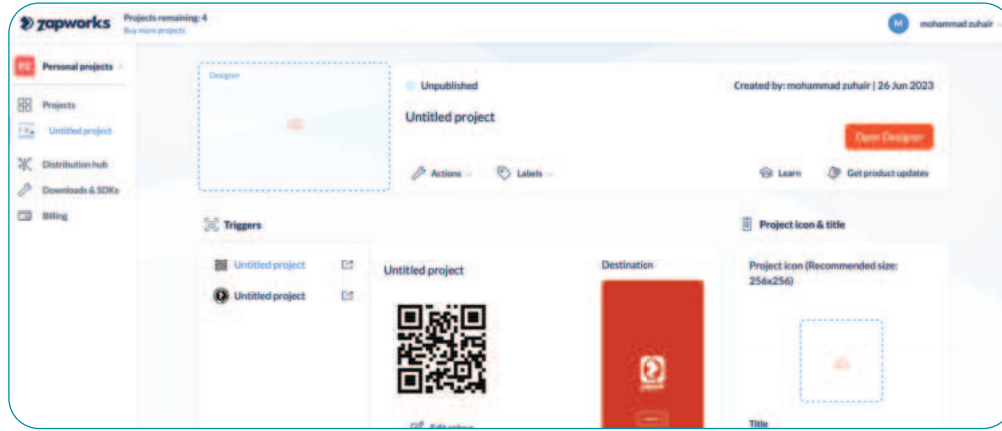 zapworks
Projects remaining: 4
Buy more projects
M
mohammad zuhair
Personal projects
Projects
Untitled project
Distribution hub
Downloads & SDKs
Billing
Designer
Unpublished
Created by: mohammad zuhair | 26 Jun 2023
Untitled project
Open Designer
Actions
Labels
Learn
Get product updates
Triggers
Untitled project
Untitled project
Untitled project
Destination
Project icon & title
Project icon (Recommended size:
256x256)
Title